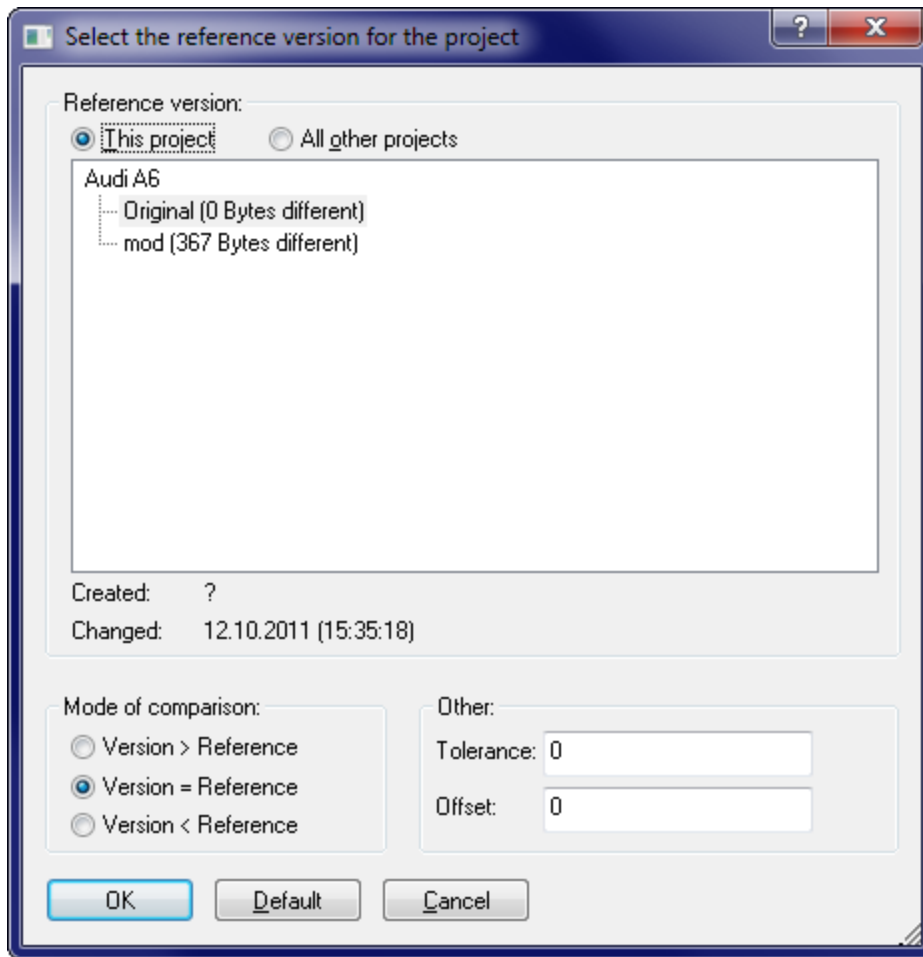 Select the reference version for the project
?
X
Reference version:
This project All other projects
Audi A6
Original (0 Bytes different)
mod (367 Bytes different)
Created: ?
Changed: 12.10.2011 (15:35:18)
Mode of comparison:
Version > Reference
Version = Reference
Version < Reference
Other:
Tolerance: 0
Offset: 0
OK Default Cancel